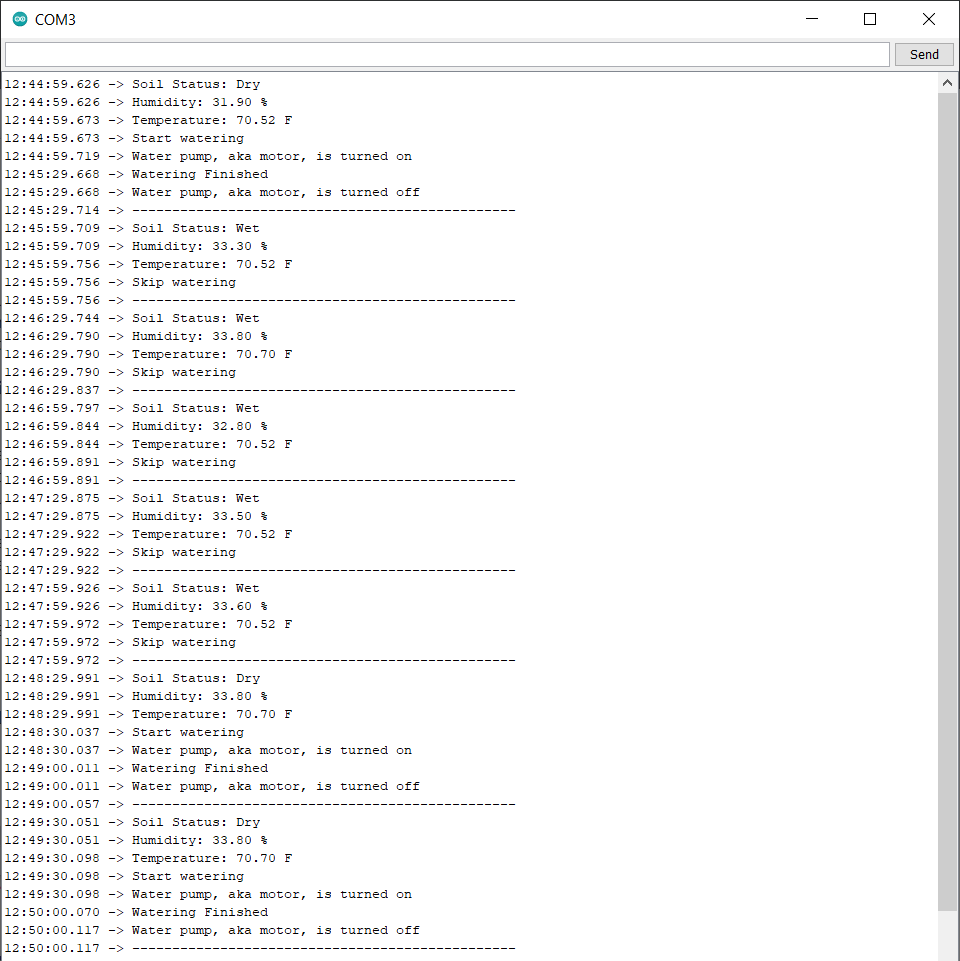 COM3
Send
12:44:59.626 -> Soil Status: Dry
12:44:59.626 -> Humidity: 31.90 %
12:44:59.673 -> Temperature: 70.52 F
12:44:59.673 -> Start watering
12:44:59.719 -> Water pump, aka motor, is turned on
12:45:29.668 -> Watering Finished
12:45:29.668 -> Water pump, aka motor, is turned off
12:45:29.714 -> ------------------------------------------------
12:45:59.709 -> Soil Status: Wet
12:45:59.709 -> Humidity: 33.30 %
12:45:59.756 -> Temperature: 70.52 F
12:45:59.756 -> Skip watering
12:45:59.756 -> ------------------------------------------------
12:46:29.744 -> Soil Status: Wet
12:46:29.790 -> Humidity: 33.80 %
12:46:29.790 -> Temperature: 70.70 F
12:46:29.790 -> Skip watering
12:46:29.837 -> ------------------------------------------------
12:46:59.797 -> Soil Status: Wet
12:46:59.844 -> Humidity: 32.80 %
12:46:59.844 -> Temperature: 70.52 F
12:46:59.891 -> Skip watering
12:46:59.891 -> ------------------------------------------------
12:47:29.875 -> Soil Status: Wet
12:47:29.875 -> Humidity: 33.50 %
12:47:29.922 -> Temperature: 70.52 F
12:47:29.922 -> Skip watering
12:47:29.922 -> ------------------------------------------------
12:47:59.926 -> Soil Status: Wet
12:47:59.926 -> Humidity: 33.60 %
12:47:59.972 -> Temperature: 70.52 F
12:47:59.972 -> Skip watering
12:47:59.972 -> ------------------------------------------------
12:48:29.991 -> Soil Status: Dry
12:48:29.991 -> Humidity: 33.80 %
12:48:29.991 -> Temperature: 70.70 F
12:48:30.037 -> Start watering
12:48:30.037 -> Water pump, aka motor, is turned on
12:49:00.011 -> Watering Finished
12:49:00.011 -> Water pump, aka motor, is turned off
12:49:00.057 -> ------------------------------------------------
12:49:30.051 -> Soil Status: Dry
12:49:30.051 -> Humidity: 33.80 %
12:49:30.098 -> Temperature: 70.70 F
12:49:30.098 -> Start watering
12:49:30.098 -> Water pump, aka motor, is turned on
12:50:00.070 -> Watering Finished
12:50:00.117 -> Water pump, aka motor, is turned off
12:50:00.117 -> ------------------------------------------------